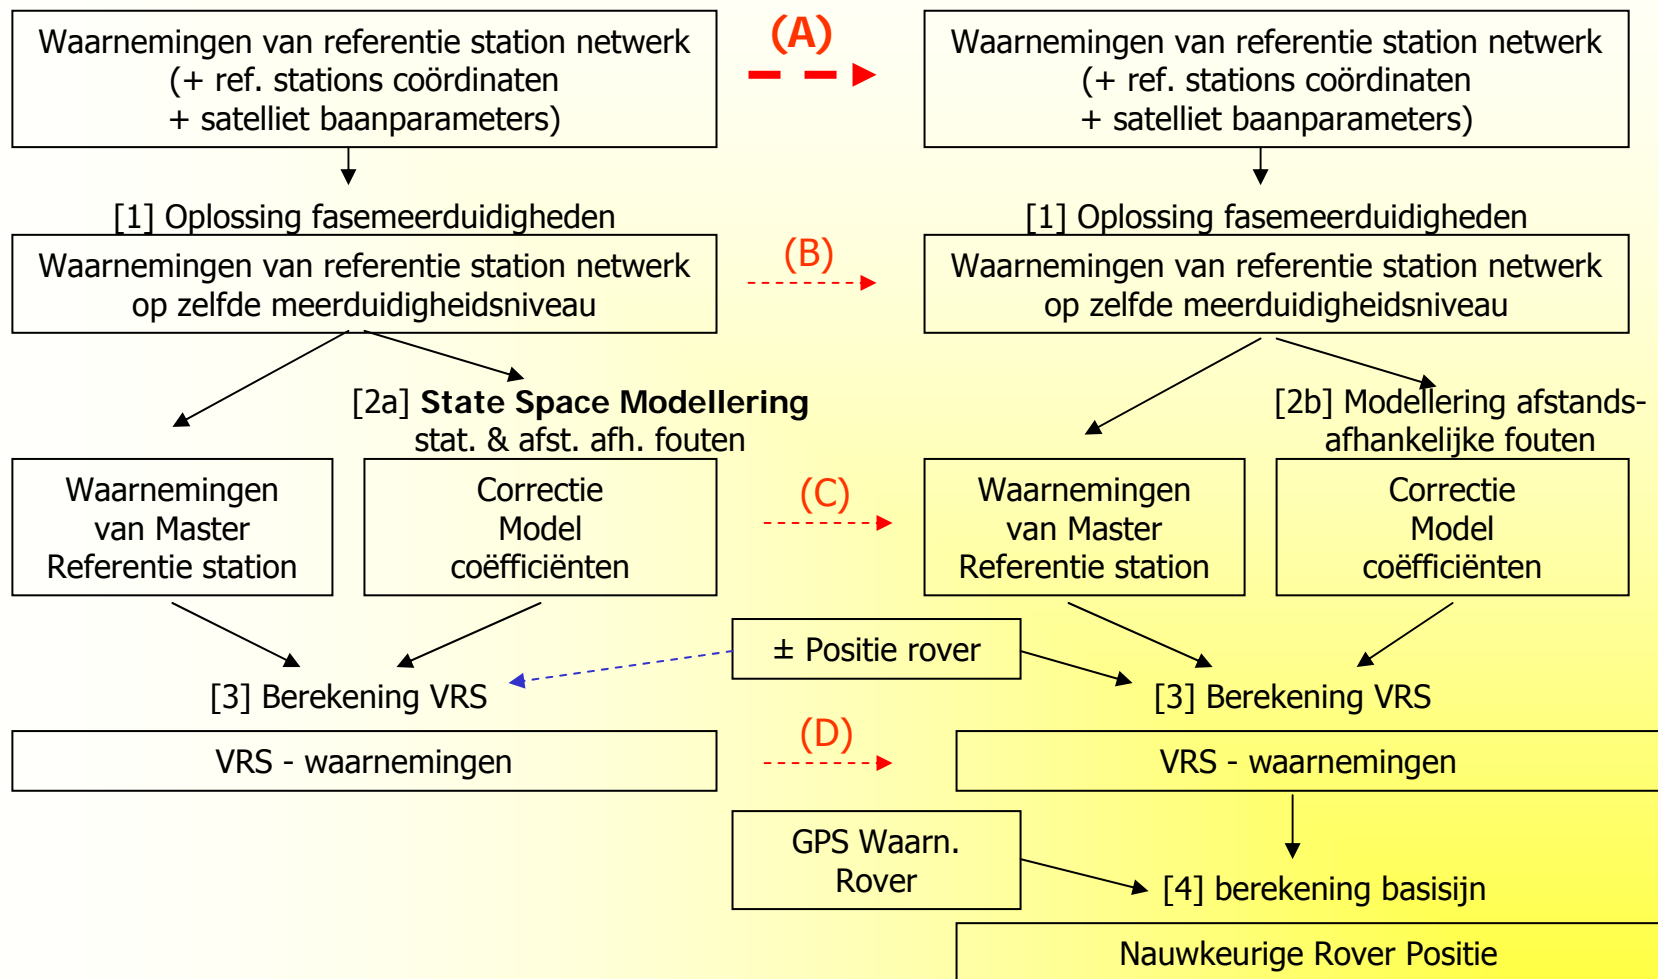 Waarnemingen van referentie station netwerk
(+ ref. stations coördinaten
+ satelliet baanparameters)
(A)
Waarnemingen van referentie station netwerk
(+ ref. stations coördinaten
+ satelliet baanparameters)
[1] Oplossing fasemeerduidigheden
[1] Oplossing fasemeerduidigheden
Waarnemingen van referentie station netwerk
op zelfde meerduidigheidsniveau
(B)
Waarnemingen van referentie station netwerk
op zelfde meerduidigheidsniveau
[2a] State Space Modellering
stat. & afst. afh. fouten
[2b] Modellering afstands-
afhankelijke fouten
Waarnemingen
van Master
Referentie station
Correctie
Model
coëfficiënten
(C)
Waarnemingen
van Master
Referentie station
Correctie
Model
coëfficiënten
± Positie rover
[3] Berekening VRS
[3] Berekening VRS
VRS - waarnemingen
(D)
VRS - waarnemingen
GPS Waarn.
Rover
[4] berekening basisijn
Nauwkeurige Rover Positie